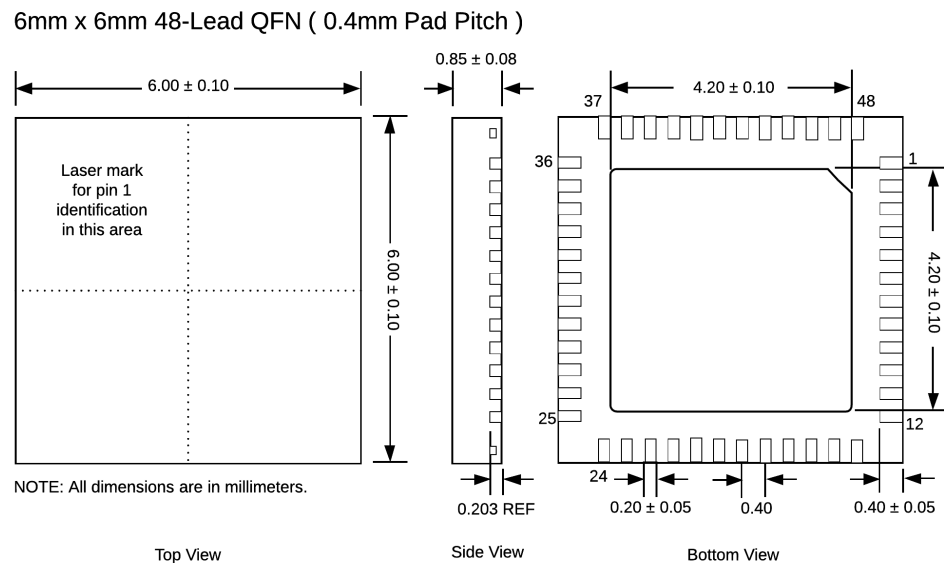 6mm x 6mm 48-Lead QFN ( 0.4mm Pad Pitch )
0.85 ± 0.08
6.00 ± 0.10
4.20 ± 0.10
37
48
Laser mark
for pin 1
identification
in this area
36
1
6.00 ± 0.10
4.20 ± 0.10
25
12
24
NOTE: All dimensions are in millimeters.
0.203 REF
0.20 ± 0.05
0.40
0.40 ± 0.05
Top View
Side View
Bottom View